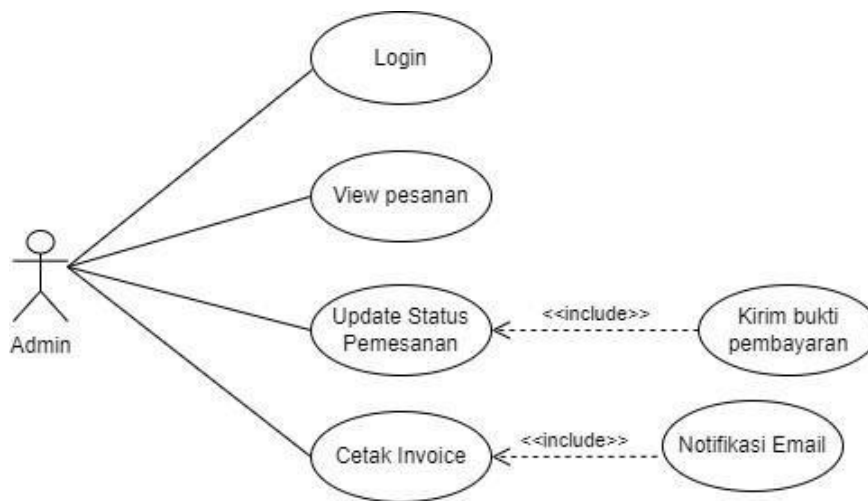 Login
View pesanan
Admin
Update Status
Pemesanan
<<include>>
Kirim bukti
pembayaran
Cetak Invoice
<<include>>
Notifikasi Email